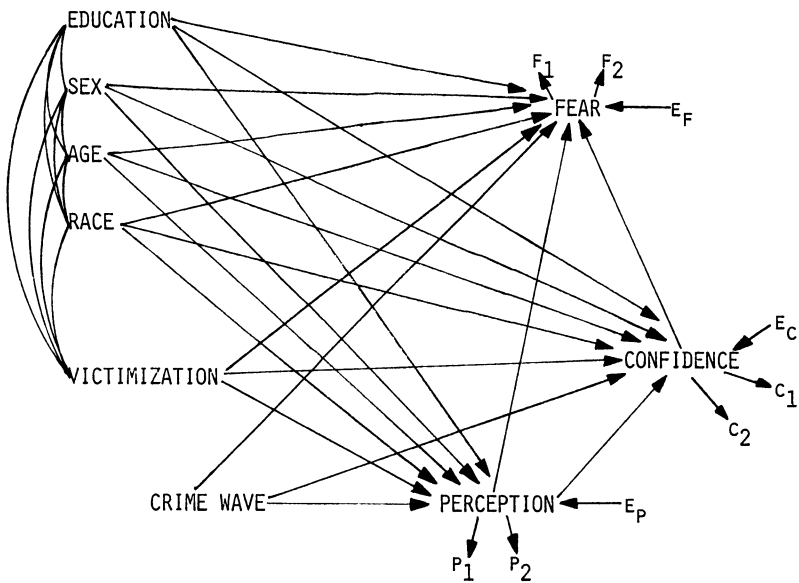 EDUCATION
SEX
AGE
RACE
VICTIMIZATION
CRIME WAVE
F1
F2
FEAR
EF
CONFIDENCE
EC
C1
C2
PERCEPTION
EP
P1
P2